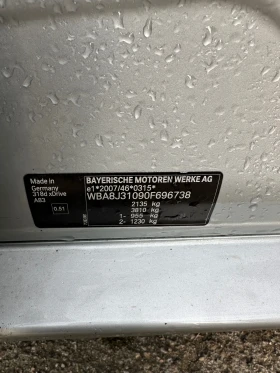 Made in
Germany
318d xDrive
A83
0.51
BAYERISCHE MOTOREN WERKE AG
e1*2007/46*0315*
WBA8J31090F696738
2135 kg
3810 kg
1- 955 kg
2- 1230 kg